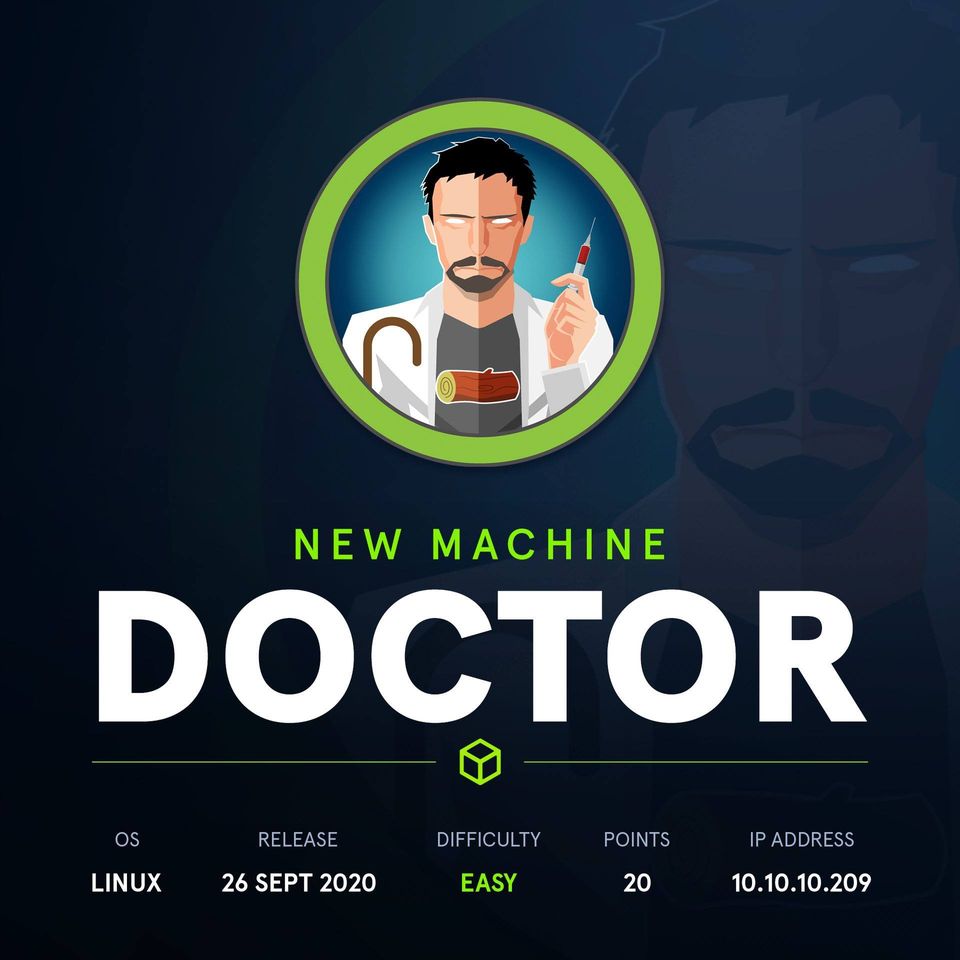 NEW MACHINE
DOCTOR
OS RELEASE DIFFICULTY POINTS IP ADDRESS
LINUX 26 SEPT 2020 EASY 20 10.10.10.209